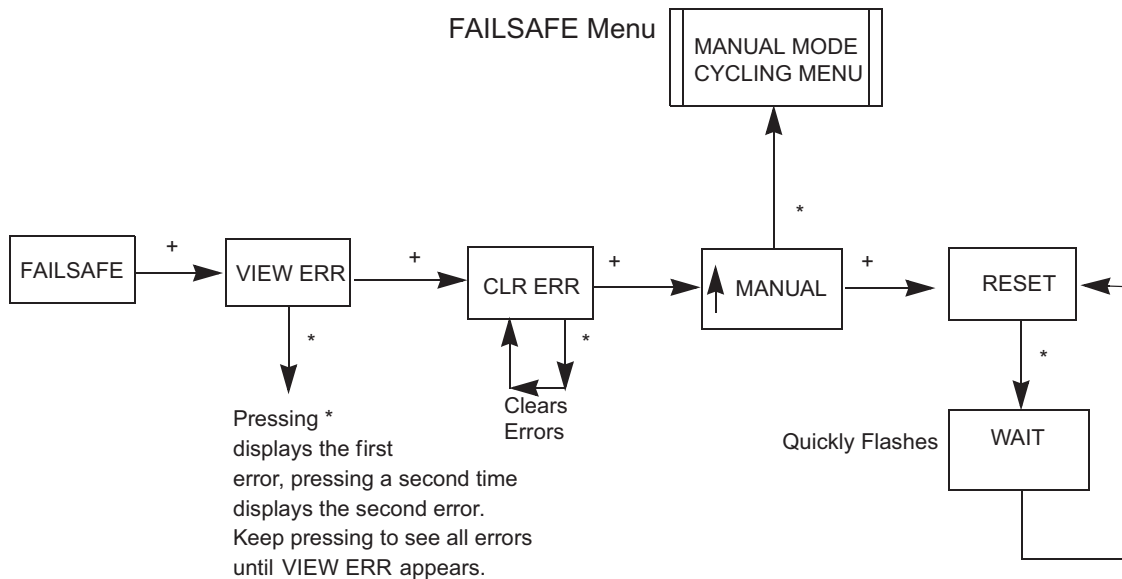 FAILSAFE Menu
MANUAL MODE
CYCLING MENU
*
FAILSAFE
+
VIEW ERR
+
CLR ERR
+
MANUAL
+
RESET
*
*
*
Pressing *
displays the first
error, pressing a second time
displays the second error.
Keep pressing to see all errors
until VIEW ERR appears.
Clears
Errors
Quickly Flashes
WAIT